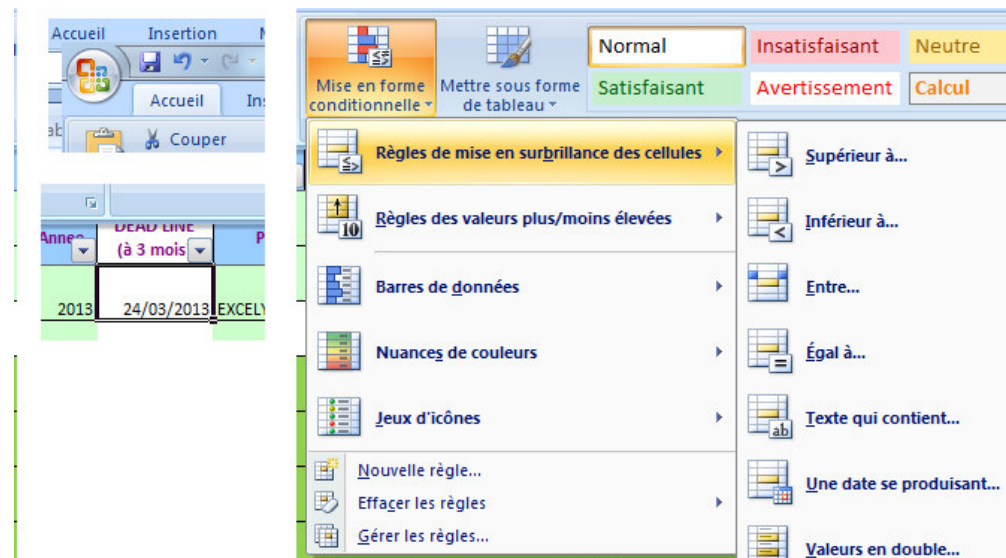 Accueil Insertion
Accueil
Couper
Annee
DEAD LINE
(à 3 mois
2013 24/03/2013
Mise en forme
conditionnelle
Mettre sous forme
de tableau
Normal Insatisfaisant Neutre
Satisfaisant Avertissement Calcul
Règles de mise en surbrillance des cellules
Règles des valeurs plus/moins élevées
10
Barres de données
Nuances de couleurs
Jeux d'icônes
Nouvelle règle...
Effacer les règles
Gérer les règles...
Supérieur à...
Inférieur à...
Entre...
Égal à...
Texte qui contient...
ab
Une date se produisant...
Valeurs en double...